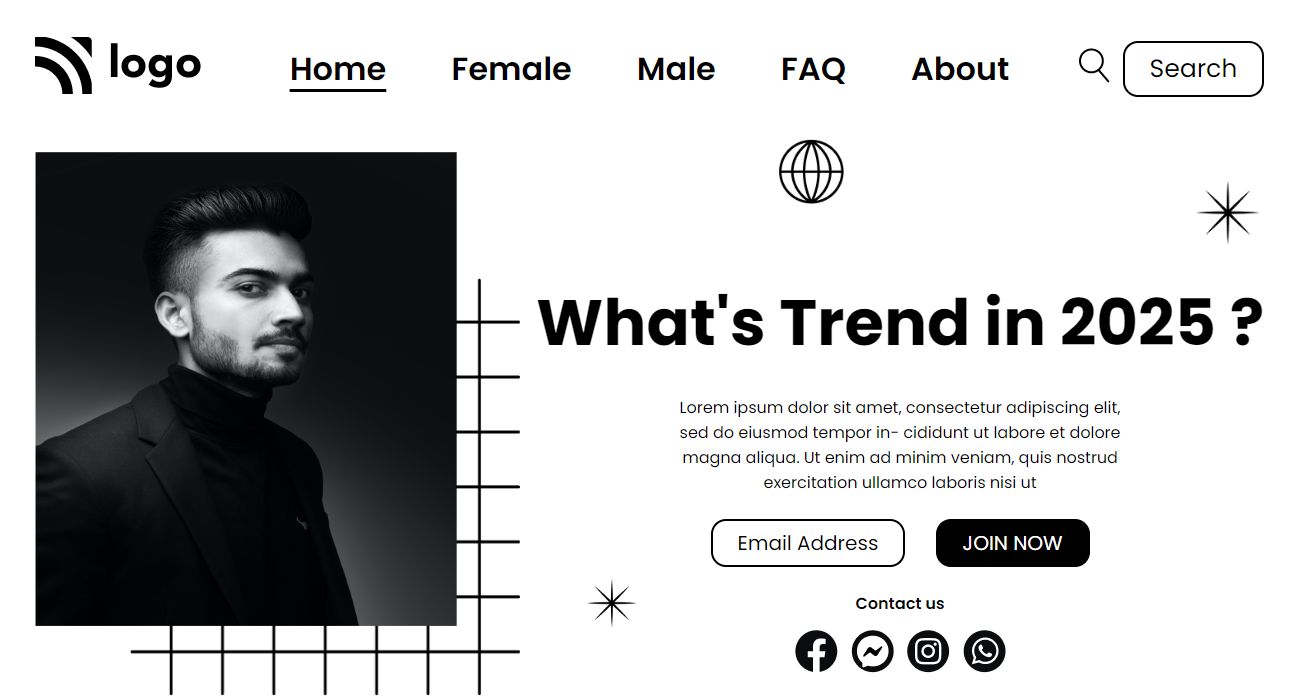 logo
Home Female Male FAQ About
Search
What's Trend in 2025 ?
Lorem ipsum dolor sit amet, consectetur adipiscing elit,
sed do eiusmod tempor in- cididunt ut labore et dolore
magna aliqua. Ut enim ad minim veniam, quis nostrud
exercitation ullamco laboris nisi ut
Email Address
JOIN NOW
Contact us